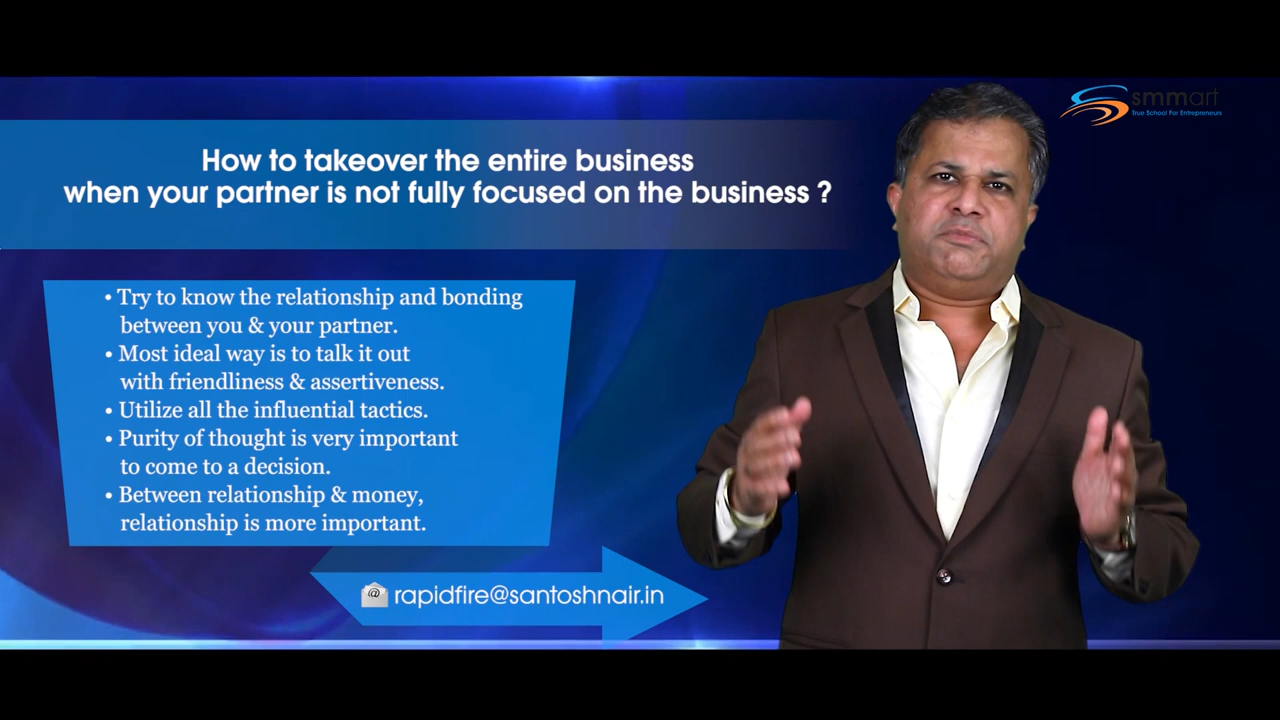 smmart
True School For Entrepreneurs
How to takeover the entire business
when your partner is not fully focused on the business ?
• Try to know the relationship and bonding
between you & your partner.
• Most ideal way is to talk it out
with friendliness & assertiveness.
• Utilize all the influential tactics.
• Purity of thought is very important
to come to a decision.
• Between relationship & money,
relationship is more important.
@ rapidfire@santoshnair.in